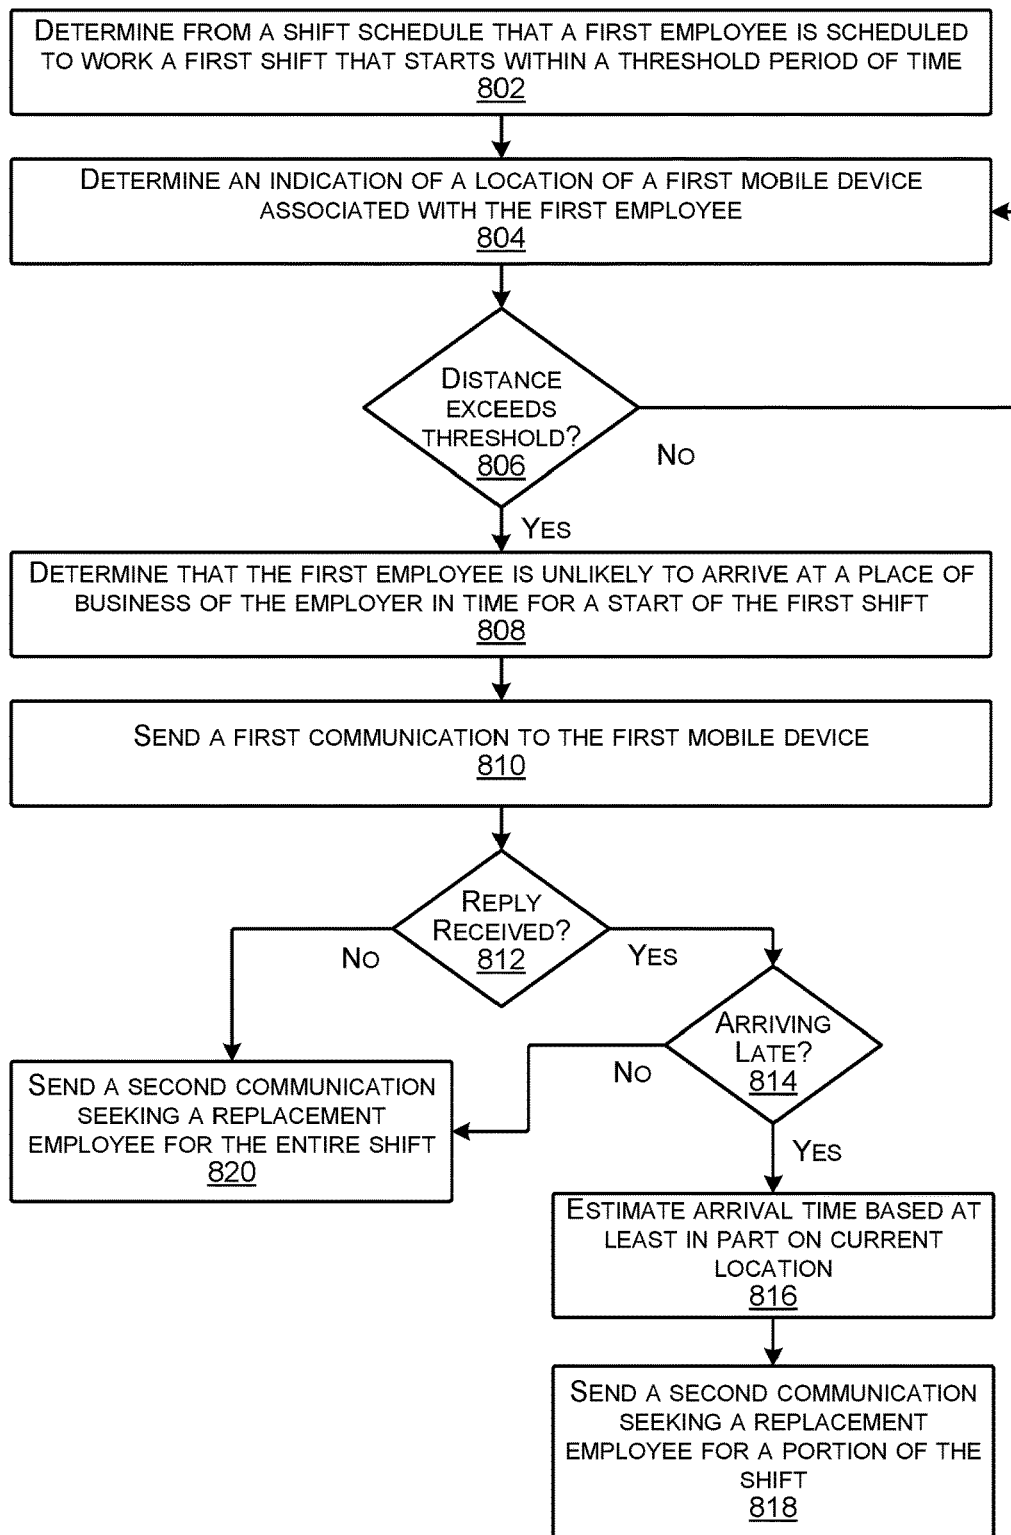 DETERMINE FROM A SHIFT SCHEDULE THAT A FIRST EMPLOYEE IS SCHEDULED
TO WORK A FIRST SHIFT THAT STARTS WITHIN A THRESHOLD PERIOD OF TIME
802
DETERMINE AN INDICATION OF A LOCATION OF A FIRST MOBILE DEVICE
ASSOCIATED WITH THE FIRST EMPLOYEE
804
DISTANCE
EXCEEDS
THRESHOLD?
806
NO
YES
DETERMINE THAT THE FIRST EMPLOYEE IS UNLIKELY TO ARRIVE AT A PLACE OF
BUSINESS OF THE EMPLOYER IN TIME FOR A START OF THE FIRST SHIFT
808
SEND A FIRST COMMUNICATION TO THE FIRST MOBILE DEVICE
810
REPLY
RECEIVED?
812
NO
YES
ARRIVING
LATE?
814
NO
YES
SEND A SECOND COMMUNICATION
SEEKING A REPLACEMENT
EMPLOYEE FOR THE ENTIRE SHIFT
820
ESTIMATE ARRIVAL TIME BASED AT
LEAST IN PART ON CURRENT
LOCATION
816
SEND A SECOND COMMUNICATION
SEEKING A REPLACEMENT
EMPLOYEE FOR A PORTION OF THE
SHIFT
818